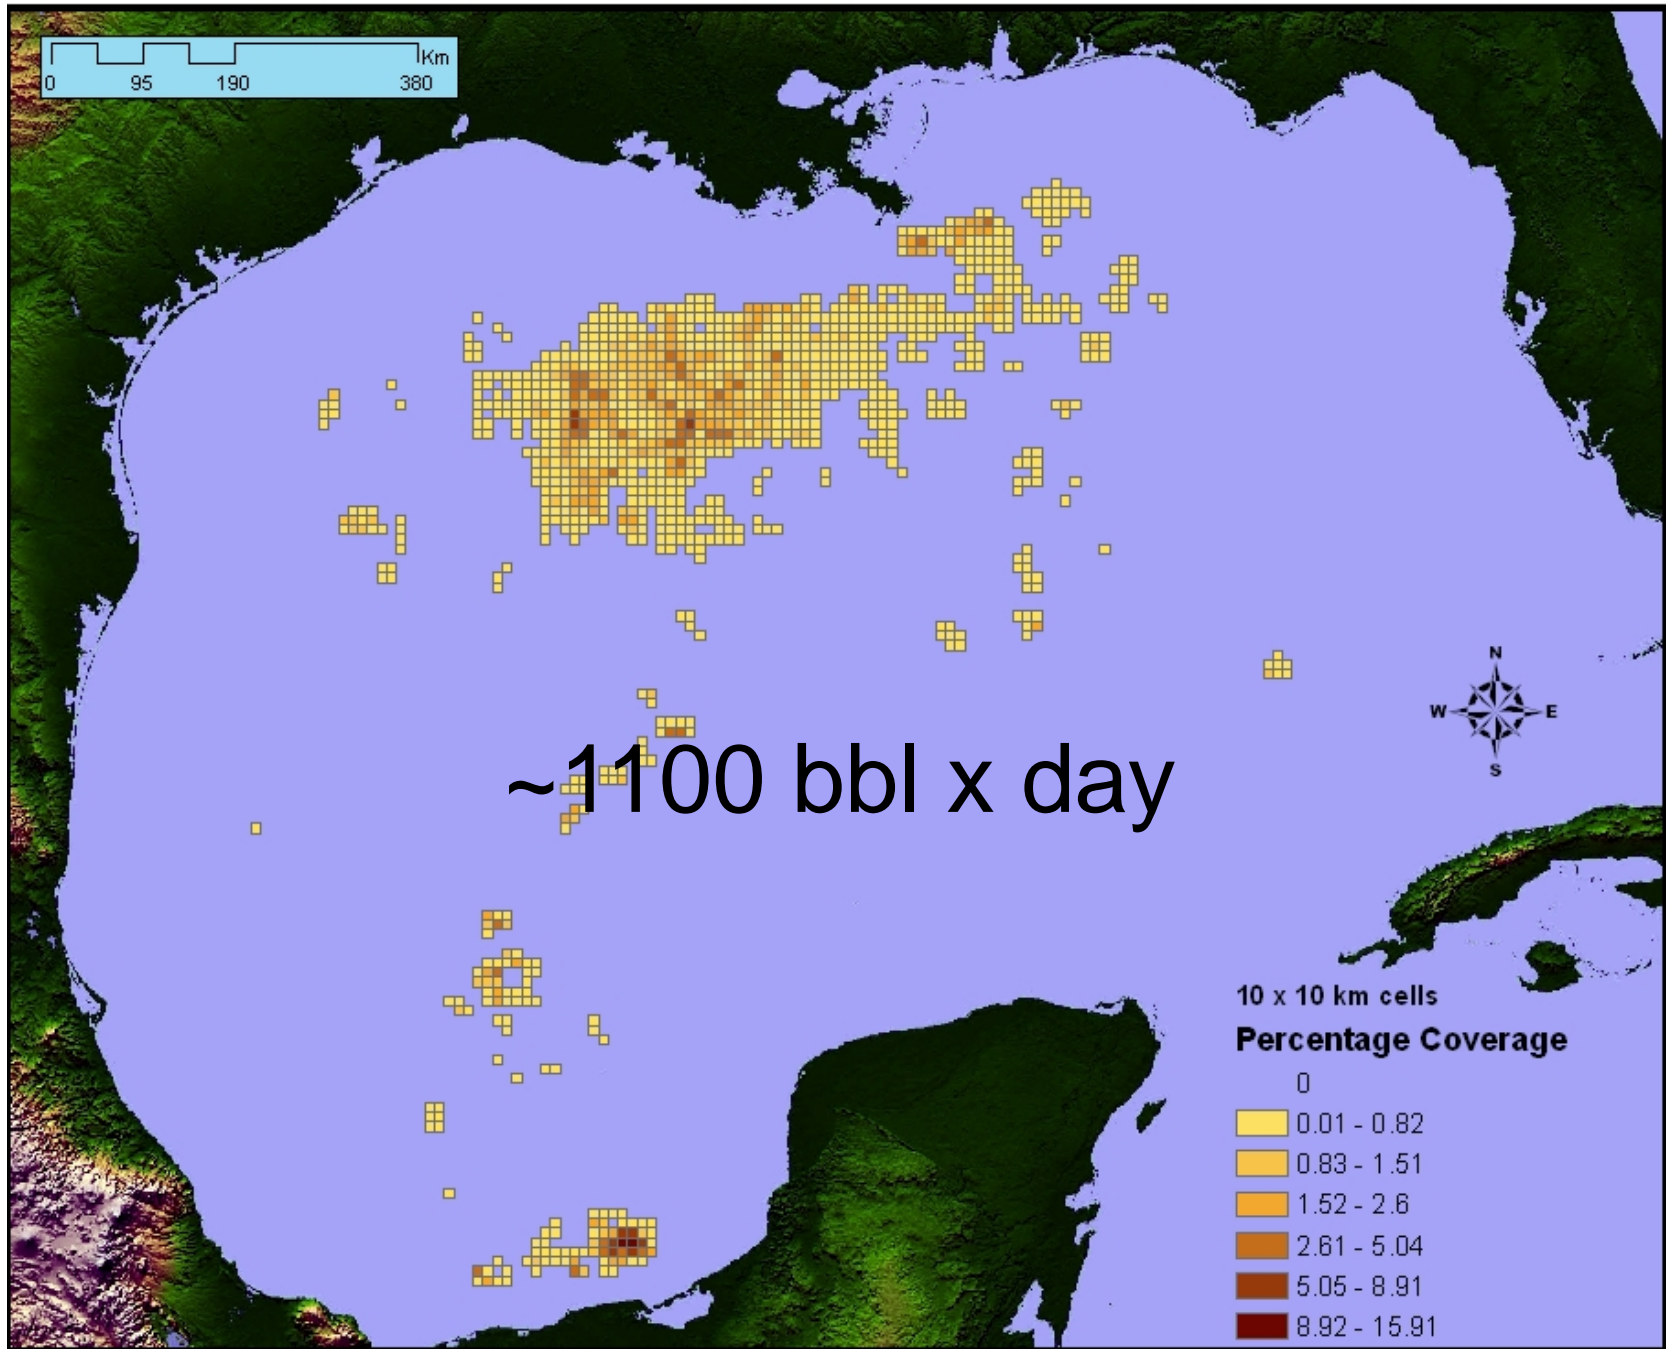 Km
0 95 190 380
N
W E
S
~1100 bbl x day
10 x 10 km cells
Percentage Coverage
0
0.01 - 0.82
0.83 - 1.51
1.52 - 2.6
2.61 - 5.04
5.05 - 8.91
8.92 - 15.91